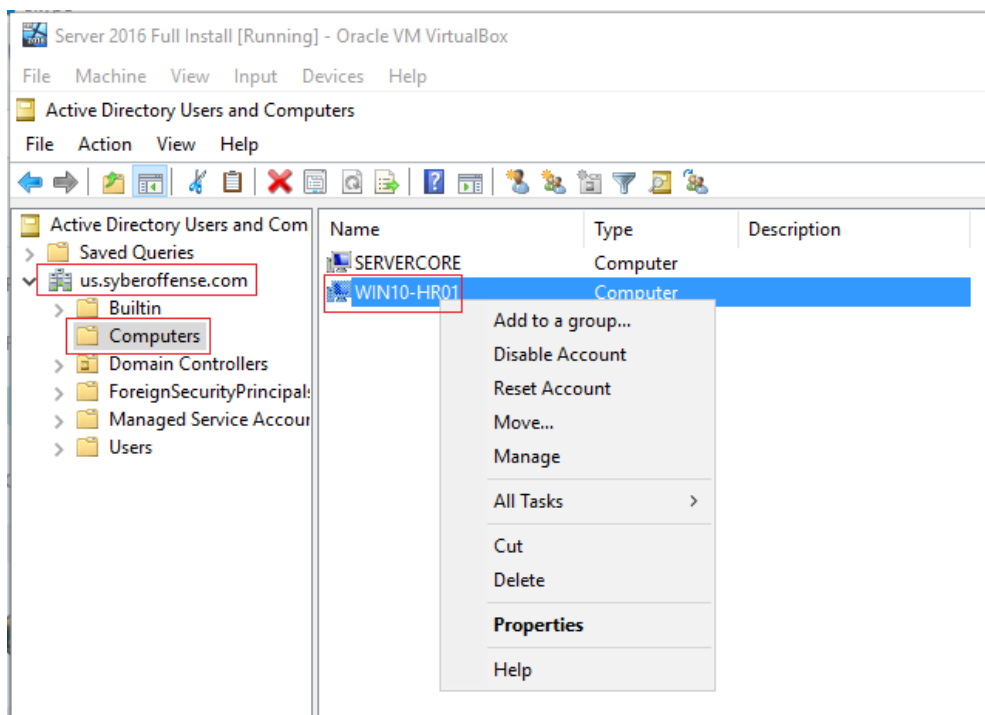 Server 2016 Full Install [Running] - Oracle VM VirtualBox
File Machine View Input Devices Help
Active Directory Users and Computers
File Action View Help
Active Directory Users and Com
Saved Queries
us.syberoffense.com
Builtin
Computers
Domain Controllers
ForeignSecurityPrincipals
Managed Service Accour
Users
Name Type Description
SERVERCORE Computer
WIN10-HR01 Computer
Add to a group...
Disable Account
Reset Account
Move...
Manage
All Tasks
Cut
Delete
Properties
Help